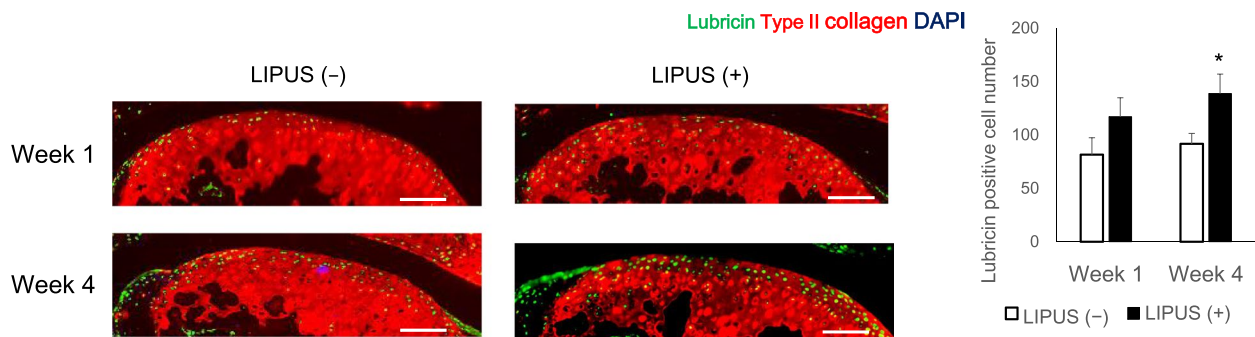 Lubricin Type II collagen DAPI
LIPUS (−)
LIPUS (+)
Week 1
Week 4
Lubricin positive cell number
200
150
100
50
0
*
Week 1
Week 4
LIPUS (−)
LIPUS (+)